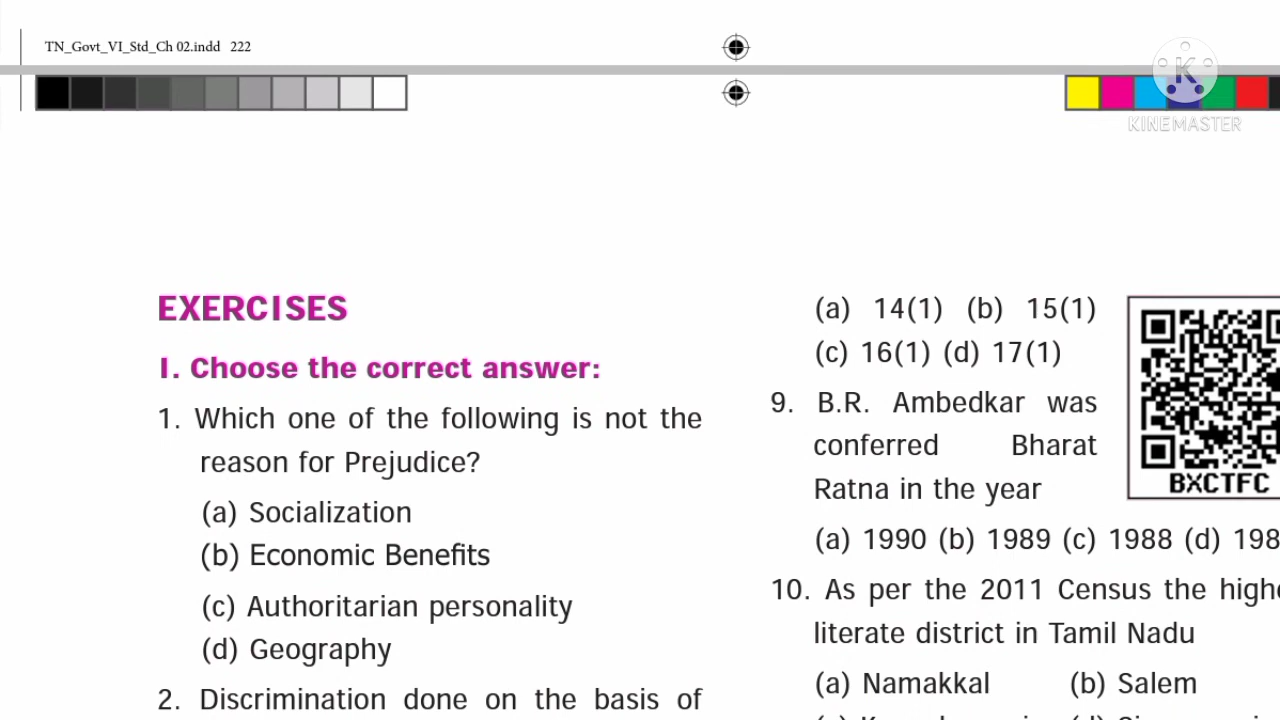 TN_Govt_VI_Std_Ch 02.indd 222
K
KINEMASTER
EXERCISES
I. Choose the correct answer:
1. Which one of the following is not the
reason for Prejudice?
(a) Socialization
(b) Economic Benefits
(c) Authoritarian personality
(d) Geography
2. Discrimination done on the basis of
(a) 14(1) (b) 15(1)
(c) 16(1) (d) 17(1)
9. B.R. Ambedkar was
conferred Bharat
Ratna in the year
BXCTFC
(a) 1990 (b) 1989 (c) 1988 (d)
10. As per the 2011 Census the
literate district in Tamil Nadu
(a) Namakkal (b) Salem